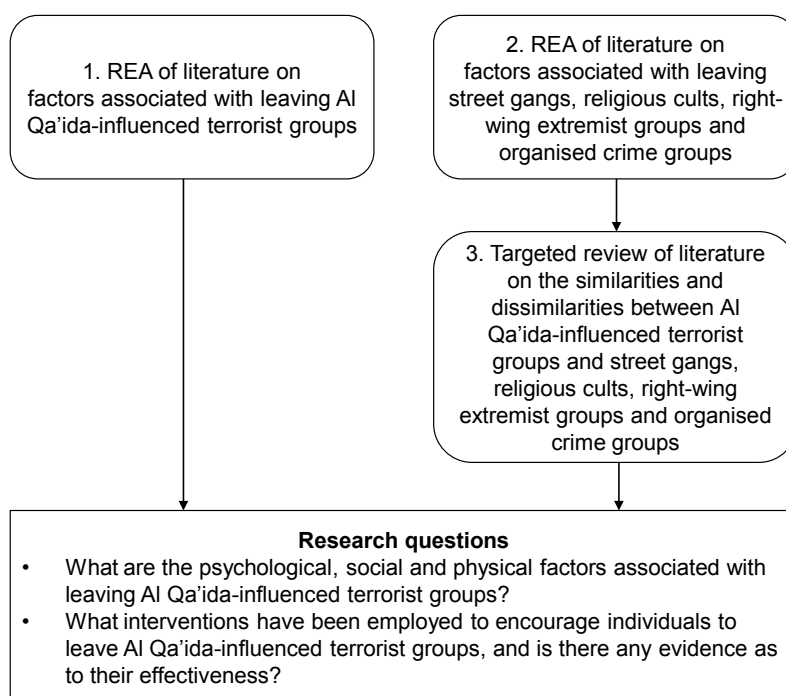 1. REA of literature on
factors associated with leaving Al
Qa’ida-influenced terrorist groups
2. REA of literature on
factors associated with leaving
street gangs, religious cults, right-
wing extremist groups and
organised crime groups
3. Targeted review of literature
on the similarities and
dissimilarities between Al
Qa’ida-influenced terrorist
groups and street gangs,
religious cults, right-wing
extremist groups and organised
crime groups
Research questions
• What are the psychological, social and physical factors associated with
leaving Al Qa’ida-influenced terrorist groups?
• What interventions have been employed to encourage individuals to
leave Al Qa’ida-influenced terrorist groups, and is there any evidence as
to their effectiveness?